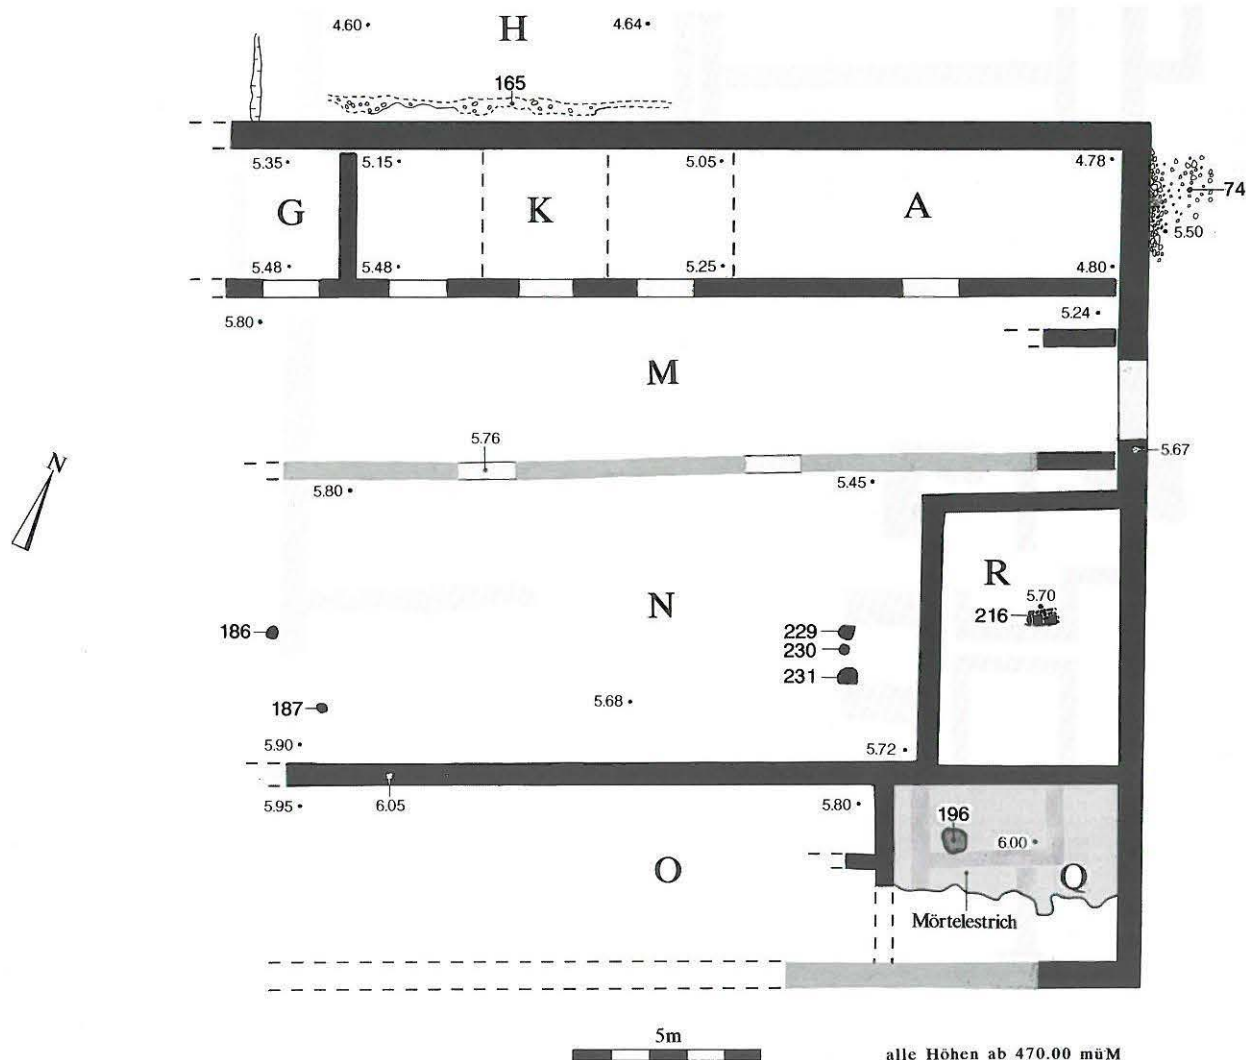 4.60 H 4.64
165
5.35 5.15 5.05 4.78
74
G K A
5.50
5.48 5.48 5.25 4.80
5.80 5.24
M
5.76
5.67
N
5.80 5.45
R
5.70
N
216
186 229
230
231
5.68
187
5.90 5.72
5.95 6.05 5.80
196
6.00
O Q
Mörtelestrich
5m
alle Höhen ab 470.00 müM